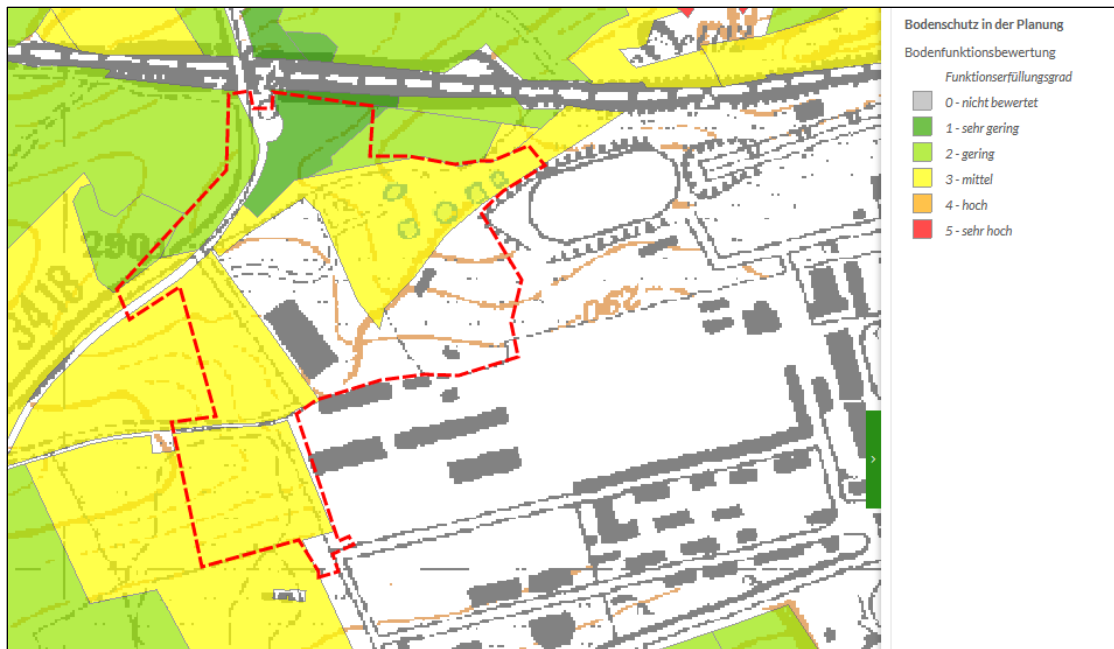 Bodenschutz in der Planung
Bodenfunktionsbewertung
Funktionserfüllungsgrad
0 - nicht bewertet
1 - sehr gering
2 - gering
3 - mittel
4 - hoch
5 - sehr hoch
290
3410
290
›